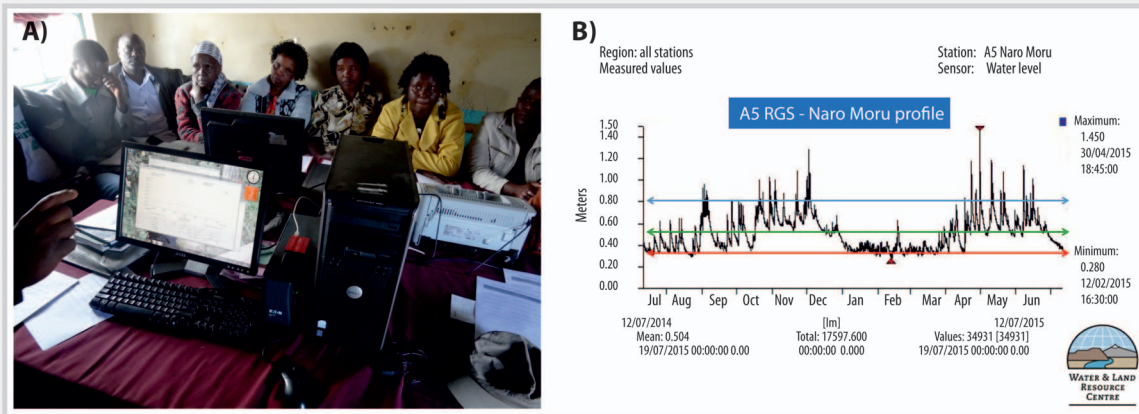 A)
B)
Region: all stations
Measured values
Station: A5 Naro Moru
Sensor: Water level
A5 RGS - Naro Moru profile
Meters
1.50
1.40
1.20
1.00
0.80
0.60
0.40
0.20
0.00
Jul Aug Sep Oct Nov Dec Jan Feb Mar Apr May Jun
Maximum:
1.450
30/04/2015
18:45:00
Minimum:
0.280
12/02/2015
16:30:00
12/07/2014 [lm] 12/07/2015
Mean: 0.504 Total: 17597.600 Values: 34931 [34931]
19/07/2015 00:00:00 0.00 00:00:00 0.000 19/07/2015 00:00:00 0.00
WATER & LAND
RESOURCE
CENTRE